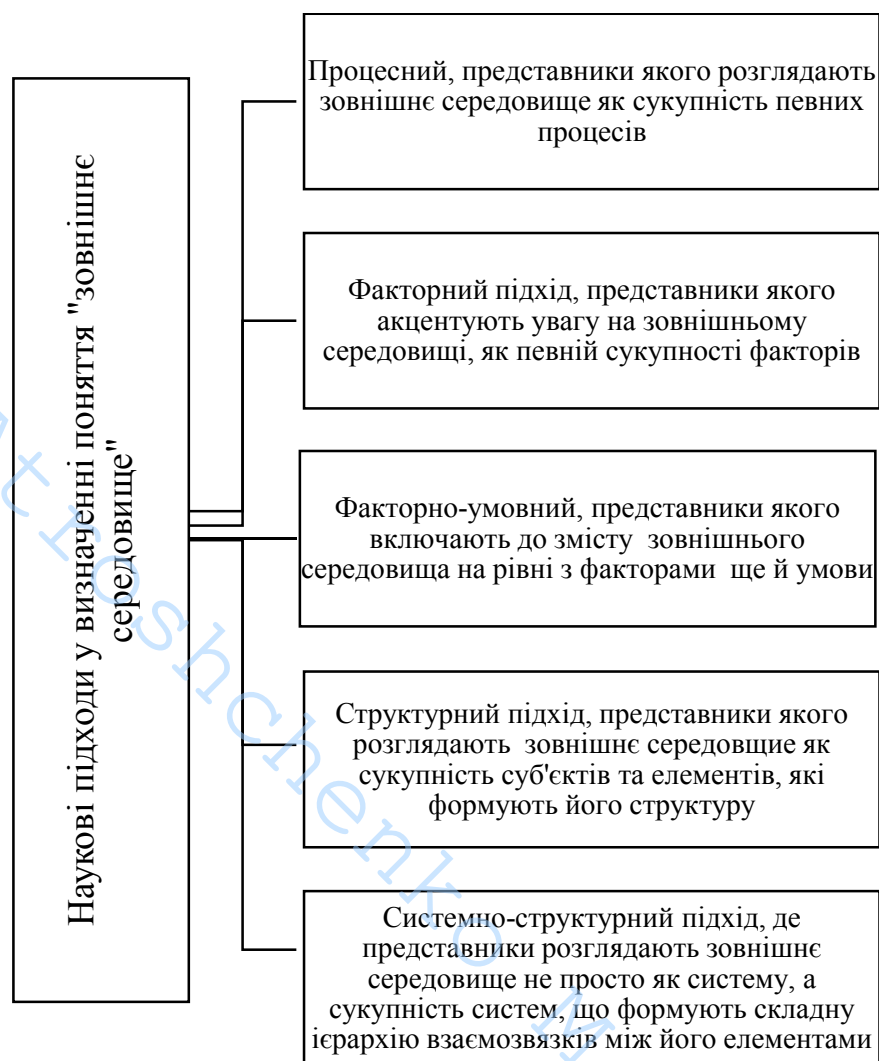 Наукові підходи у визначенні поняття "зовнішнє
середовище"
Процесний, представники якого розглядають
зовнішнє середовище як сукупність певних
процесів
Факторний підхід, представники якого
акцентують увагу на зовнішньому
середовищі, як певній сукупності факторів
Факторно-умовний, представники якого
включають до змісту зовнішнього
середовища на рівні з факторами ще й умови
Структурний підхід, представники якого
розглядають зовнішнє середовщие як
сукупність суб'єктів та елементів, які
формують його структуру
Системно-структурний підхід, де
представники розглядають зовнішнє
середовище не просто як систему, а
сукупність систем, що формують складну
ієрархію взаємозвязків між його елементами
troshchenko M